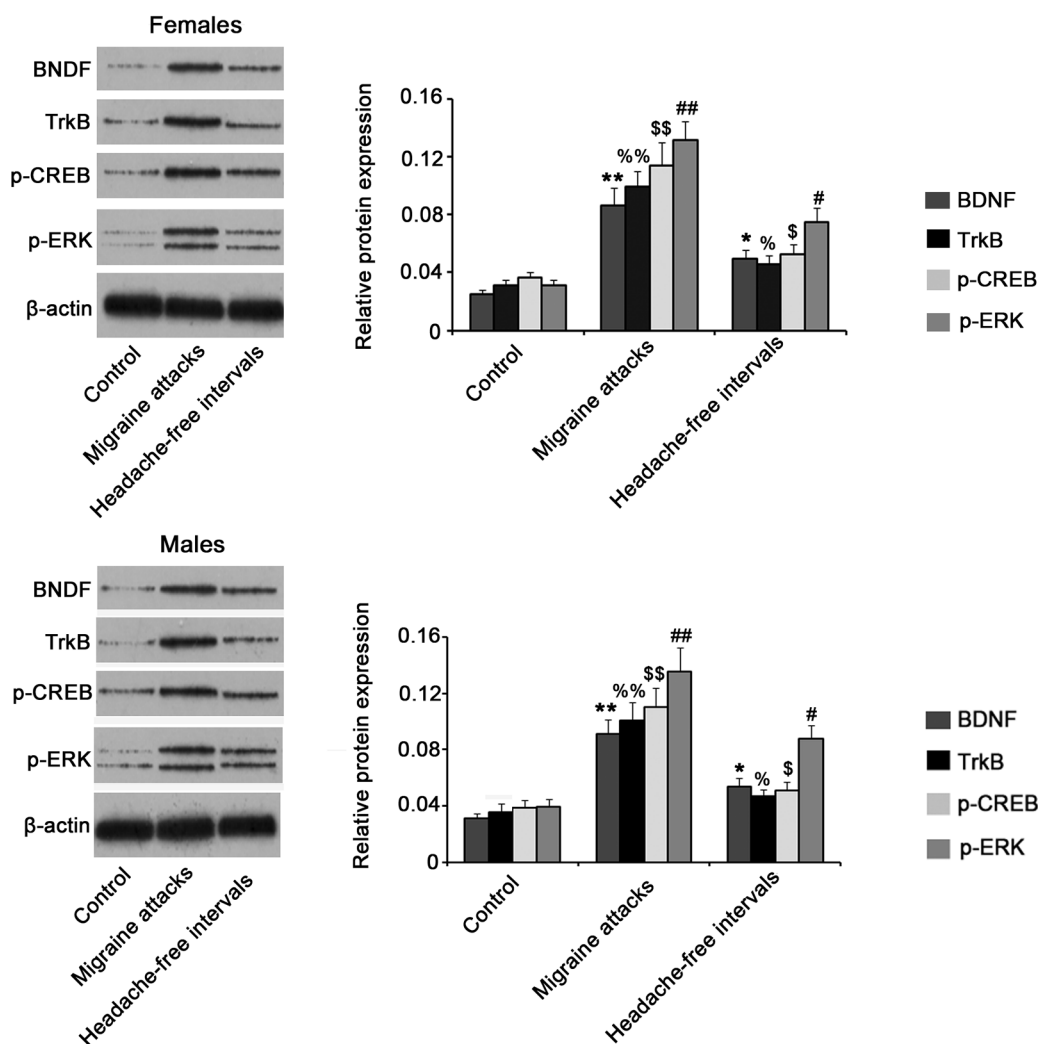 Females
BNDF
TrkB
p-CREB
p-ERK
β-actin
Control
Migraine attacks
Headache-free intervals
Relative protein expression
0.16
0.12
0.08
0.04
0
** %% $$ ##
* % $ #
Control
Migraine attacks
Headache-free intervals
BDNF
TrkB
p-CREB
p-ERK
Males
BNDF
TrkB
p-CREB
p-ERK
β-actin
Control
Migraine attacks
Headache-free intervals
Relative protein expression
0.16
0.12
0.08
0.04
0
** %% $$ ##
* % $ #
Control
Migraine attacks
Headache-free intervals
BDNF
TrkB
p-CREB
p-ERK